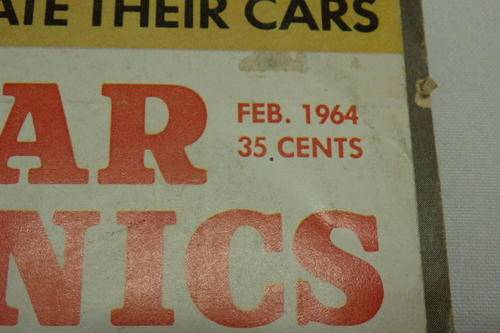 ATE THEIR CARS
AR
FEB. 1964
35 CENTS
NICS